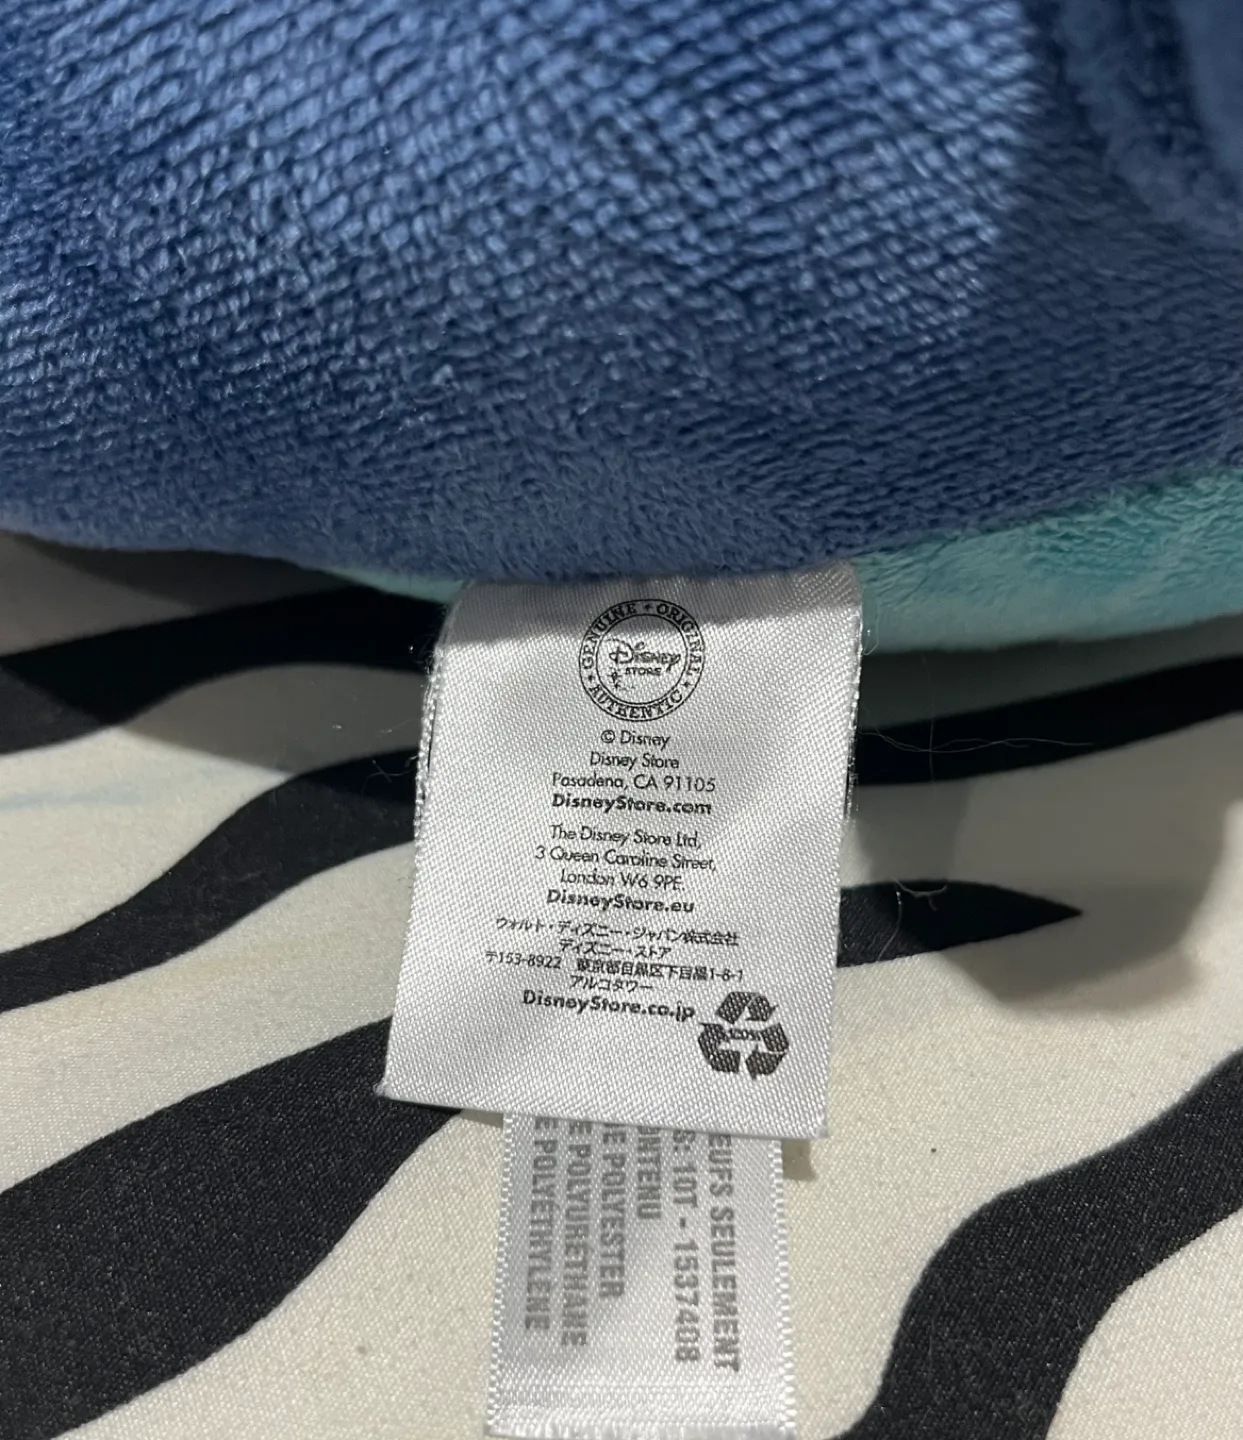 GENUINE • ORIGINAL • AUTHENTIC •
Disney
STORE
© Disney
Disney Store
Pasadena, CA 91105
DisneyStore.com
The Disney Store Ltd,
3 Queen Caroline Street,
London W6 9PE.
DisneyStore.eu
ウォルト・ディズニー・ジャパン株式会社
ディズニー・ストア
〒153-8922 東京都目黒区下目黒1-8-1
アルコタワー
DisneyStore.co.jp
EUFS SEULEMENT
S: 10T - 1537408
ONTENU
E POLYESTER
E POLYURETHANE
E POLYETHYLENE